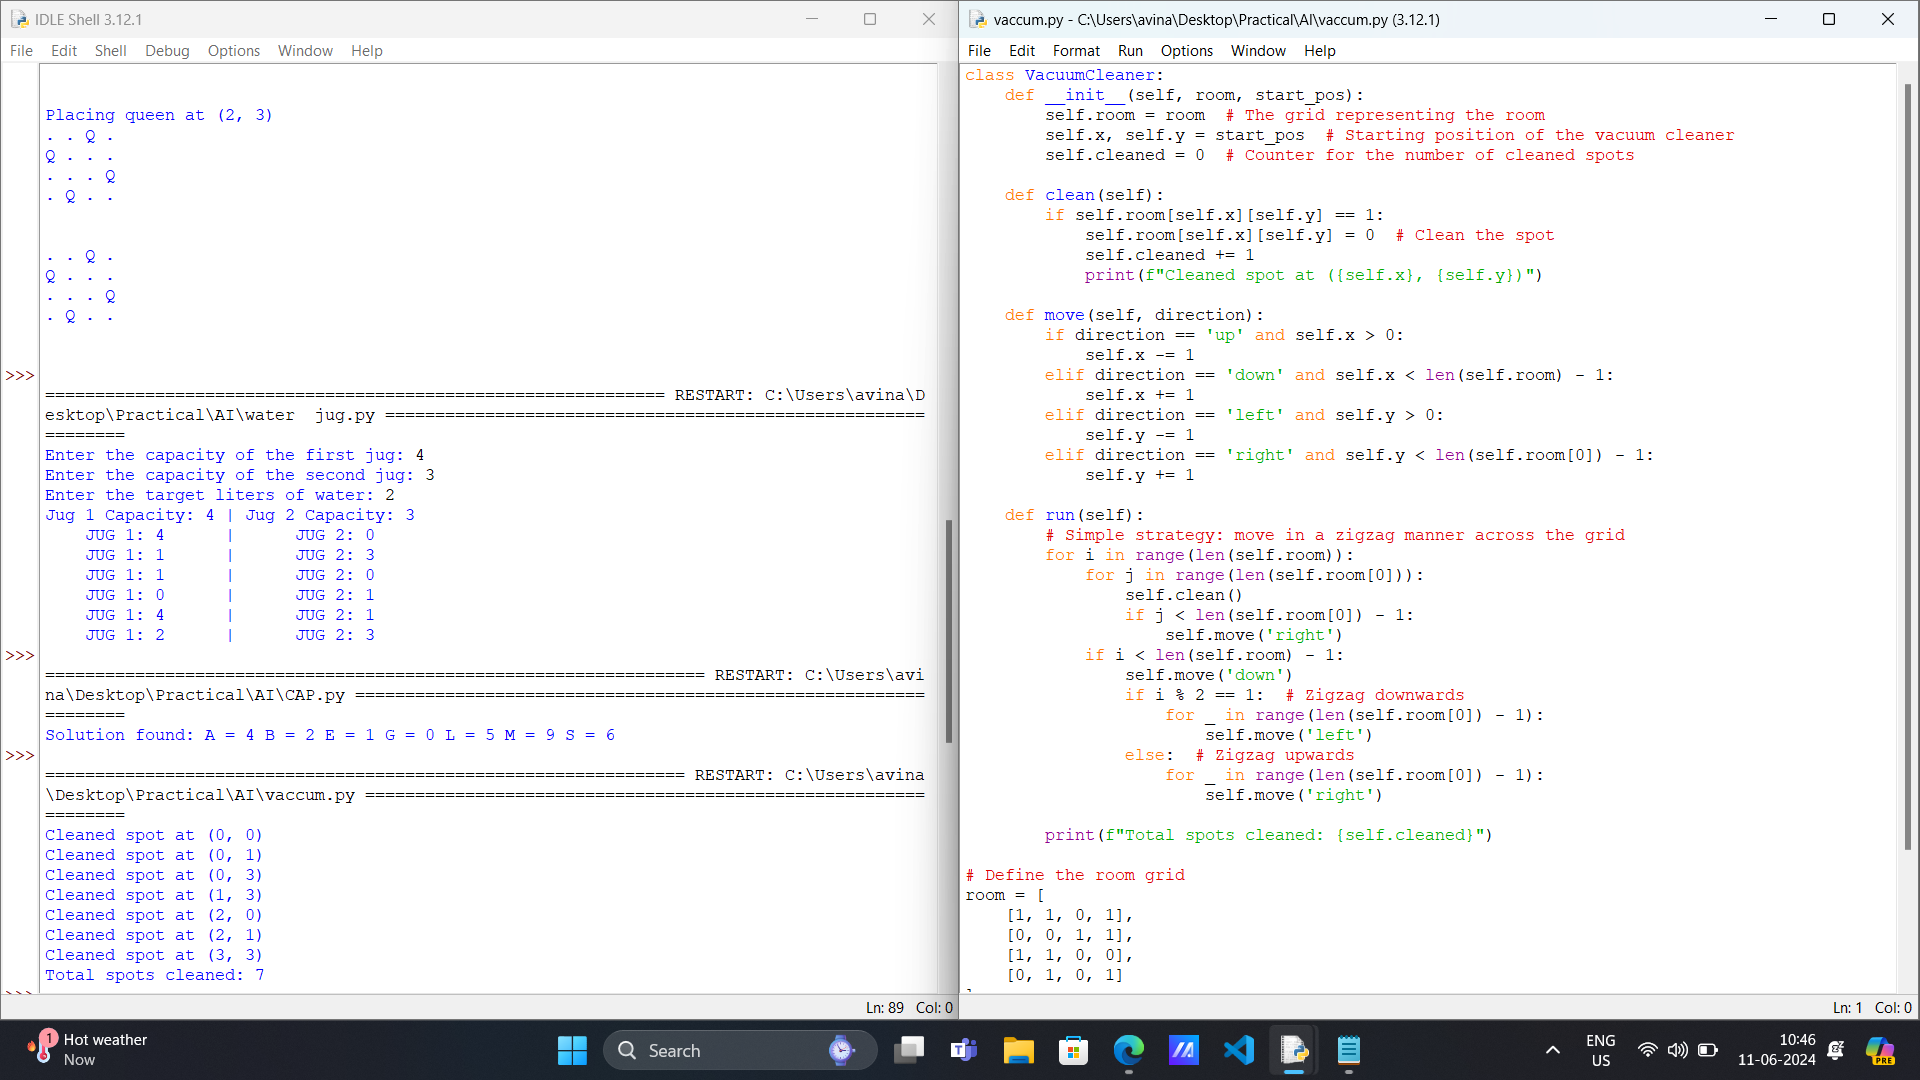 IDLE Shell 3.12.1
File Edit Shell Debug Options Window Help
Placing queen at (2, 3)
. . Q .
Q . . .
. . . Q
. Q . .
. . Q .
Q . . .
. . . Q
. Q . .
>>>
============================================================== RESTART: C:\Users\avina\D
esktop\Practical\AI\water  jug.py ======================================================
========
Enter the capacity of the first jug: 4
Enter the capacity of the second jug: 3
Enter the target liters of water: 2
Jug 1 Capacity: 4 | Jug 2 Capacity: 3
    JUG 1: 4      |      JUG 2: 0
    JUG 1: 1      |      JUG 2: 3
    JUG 1: 1      |      JUG 2: 0
    JUG 1: 0      |      JUG 2: 1
    JUG 1: 4      |      JUG 2: 1
    JUG 1: 2      |      JUG 2: 3
>>>
================================================================== RESTART: C:\Users\avi
na\Desktop\Practical\AI\CAP.py =========================================================
========
Solution found: A = 4 B = 2 E = 1 G = 0 L = 5 M = 9 S = 6
>>>
================================================================ RESTART: C:\Users\avina
\Desktop\Practical\AI\vaccum.py ========================================================
========
Cleaned spot at (0, 0)
Cleaned spot at (0, 1)
Cleaned spot at (0, 3)
Cleaned spot at (1, 3)
Cleaned spot at (2, 0)
Cleaned spot at (2, 1)
Cleaned spot at (3, 3)
Total spots cleaned: 7
Ln: 89 Col: 0
vaccum.py - C:\Users\avina\Desktop\Practical\AI\vaccum.py (3.12.1)
File Edit Format Run Options Window Help
class VacuumCleaner:
    def __init__(self, room, start_pos):
        self.room = room  # The grid representing the room
        self.x, self.y = start_pos  # Starting position of the vacuum cleaner
        self.cleaned = 0  # Counter for the number of cleaned spots
    def clean(self):
        if self.room[self.x][self.y] == 1:
            self.room[self.x][self.y] = 0  # Clean the spot
            self.cleaned += 1
            print(f"Cleaned spot at ({self.x}, {self.y})")
    def move(self, direction):
        if direction == 'up' and self.x > 0:
            self.x -= 1
        elif direction == 'down' and self.x < len(self.room) - 1:
            self.x += 1
        elif direction == 'left' and self.y > 0:
            self.y -= 1
        elif direction == 'right' and self.y < len(self.room[0]) - 1:
            self.y += 1
    def run(self):
        # Simple strategy: move in a zigzag manner across the grid
        for i in range(len(self.room)):
            for j in range(len(self.room[0])):
                self.clean()
                if j < len(self.room[0]) - 1:
                    self.move('right')
            if i < len(self.room) - 1:
                self.move('down')
                if i % 2 == 1:  # Zigzag downwards
                    for _ in range(len(self.room[0]) - 1):
                        self.move('left')
                else:  # Zigzag upwards
                    for _ in range(len(self.room[0]) - 1):
                        self.move('right')
        print(f"Total spots cleaned: {self.cleaned}")
# Define the room grid
room = [
    [1, 1, 0, 1],
    [0, 0, 1, 1],
    [1, 1, 0, 0],
    [0, 1, 0, 1]
Ln: 1 Col: 0
1
Hot weather
Now
Search
PRE
ENG
US
10:46
11-06-2024